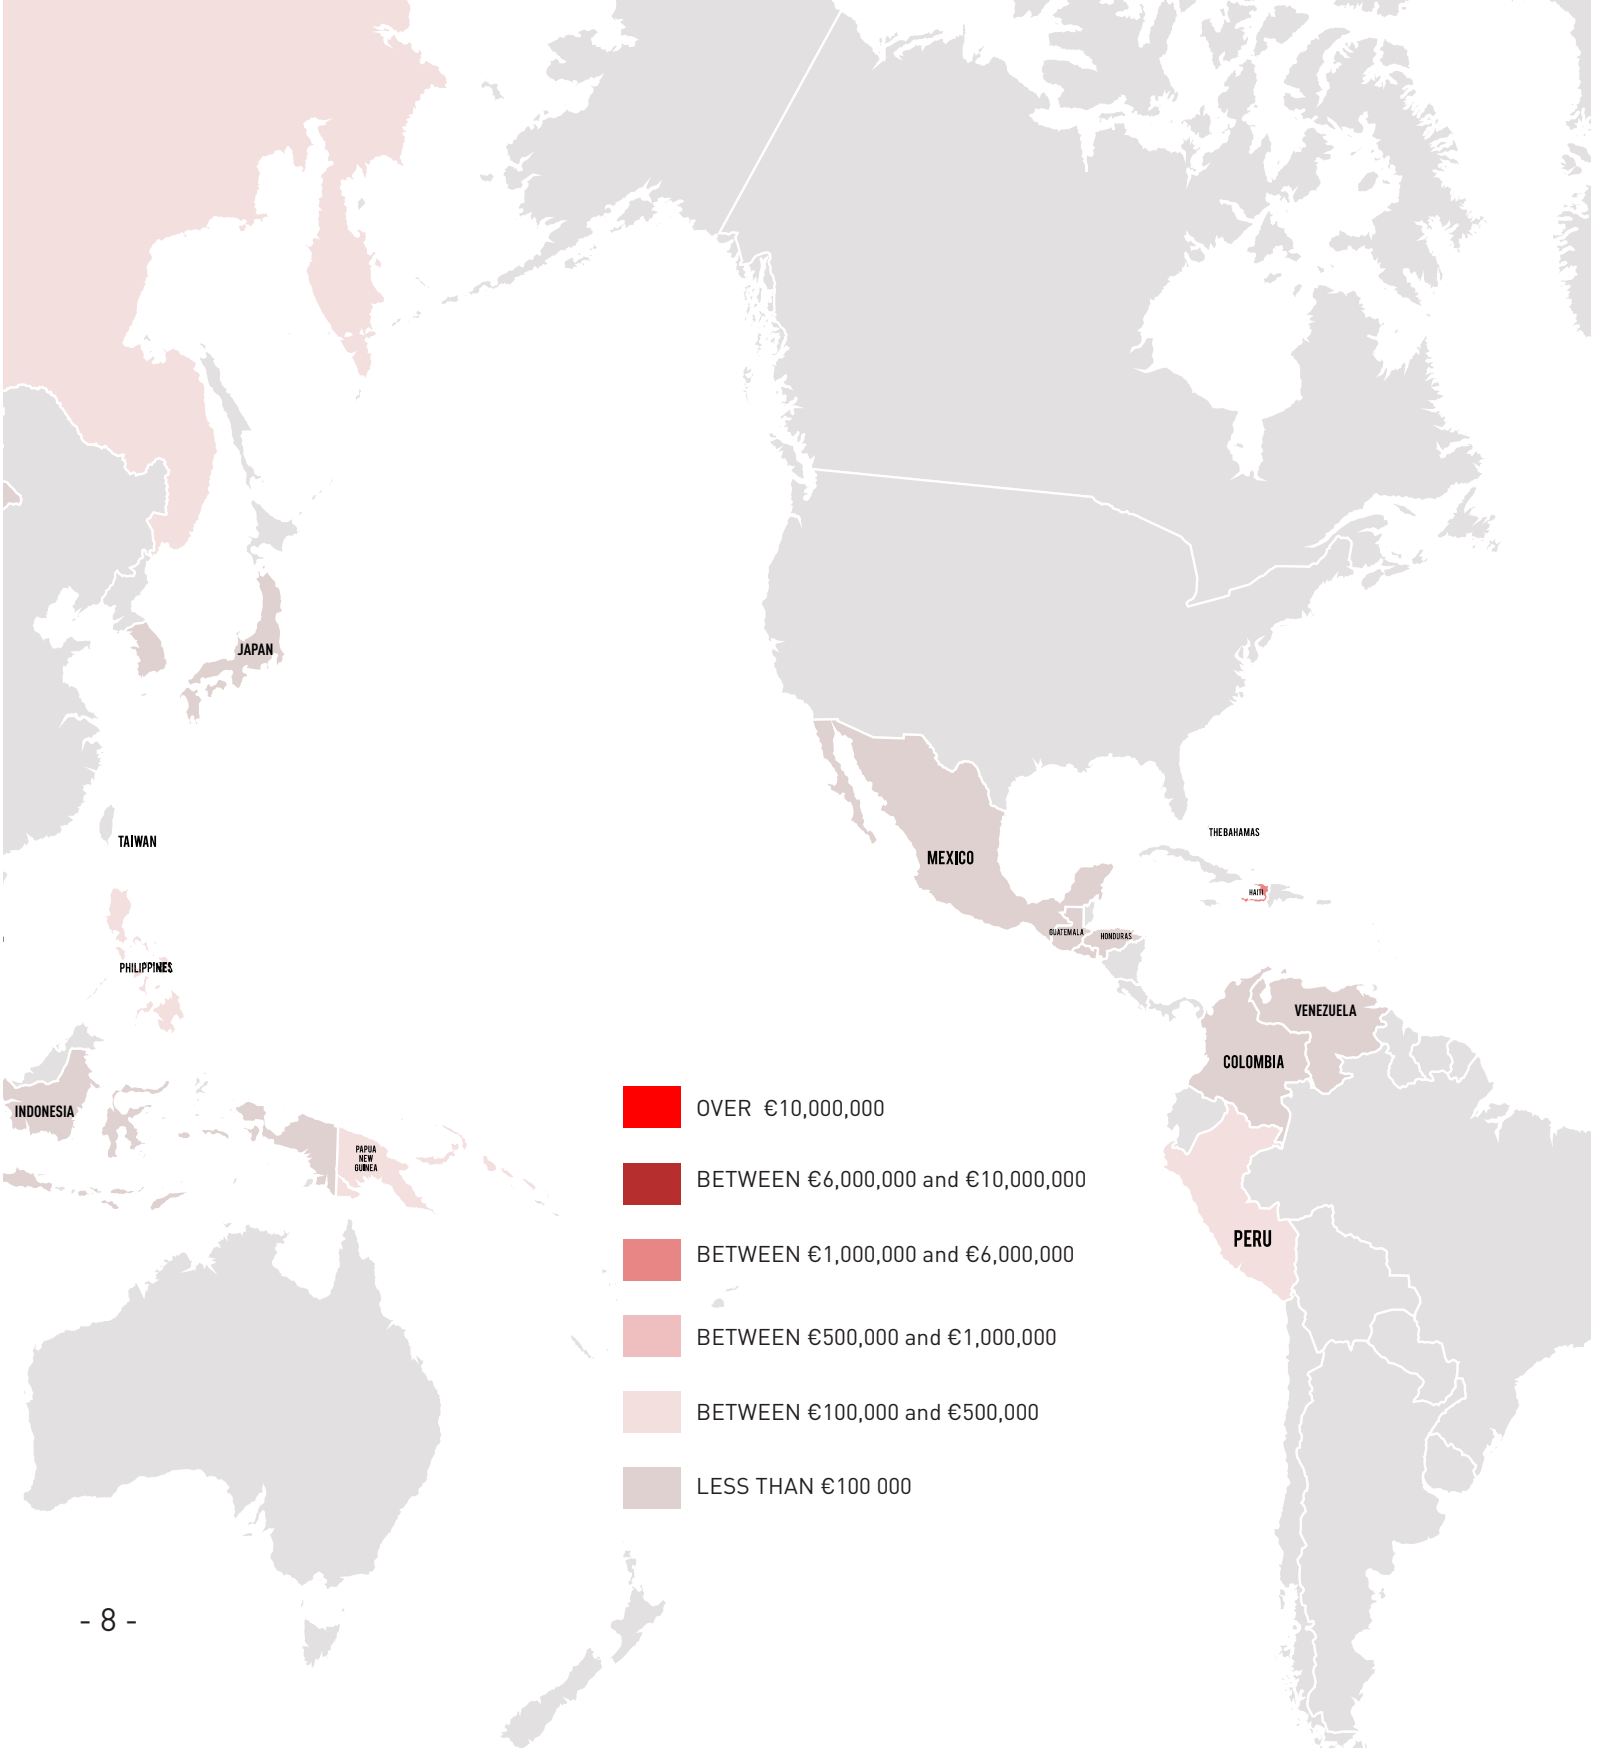 JAPAN
TAIWAN
THE BAHAMAS
MEXICO
HAITI
GUATEMALA
HONDURAS
PHILIPPINES
VENEZUELA
COLOMBIA
INDONESIA
PAPUA
NEW
GUINEA
PERU
OVER €10,000,000
BETWEEN €6,000,000 and €10,000,000
BETWEEN €1,000,000 and €6,000,000
BETWEEN €500,000 and €1,000,000
BETWEEN €100,000 and €500,000
LESS THAN €100 000
- 8 -